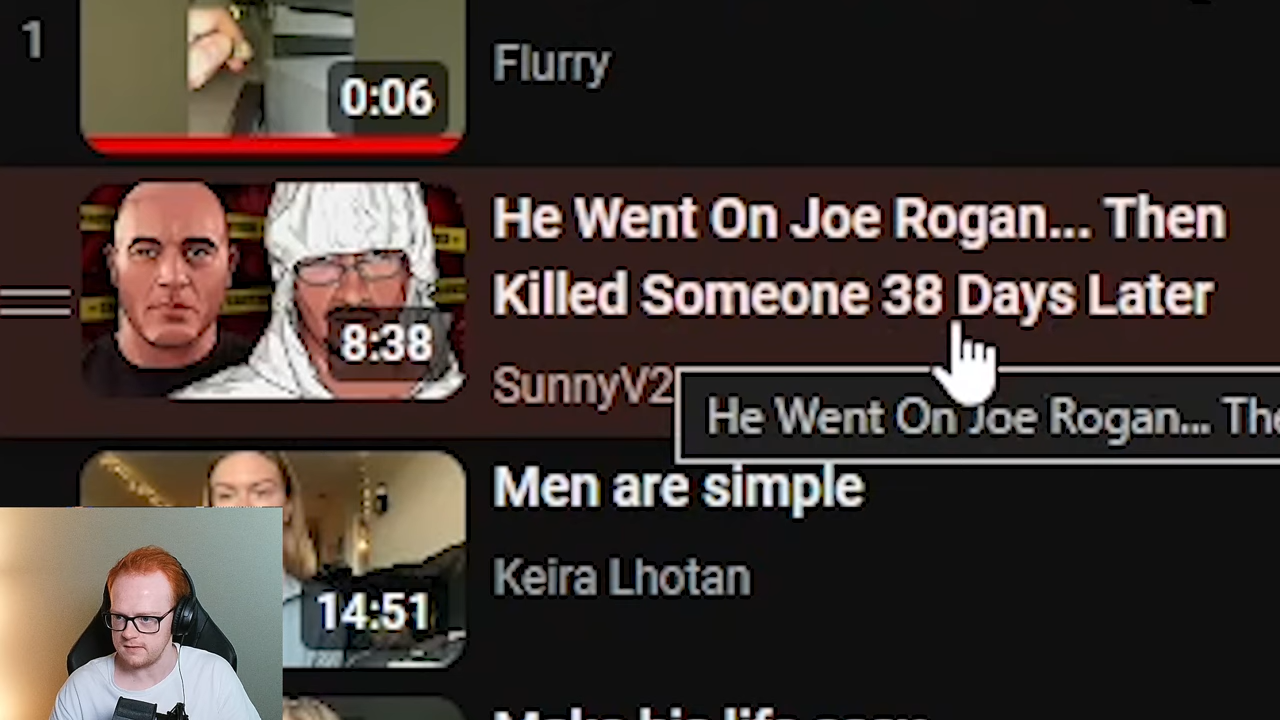 1
0:06
Flurry
He Went On Joe Rogan... Then
Killed Someone 38 Days Later
8:38
SunnyV2
He Went On Joe Rogan... The
Men are simple
Keira Lhotan
14:51